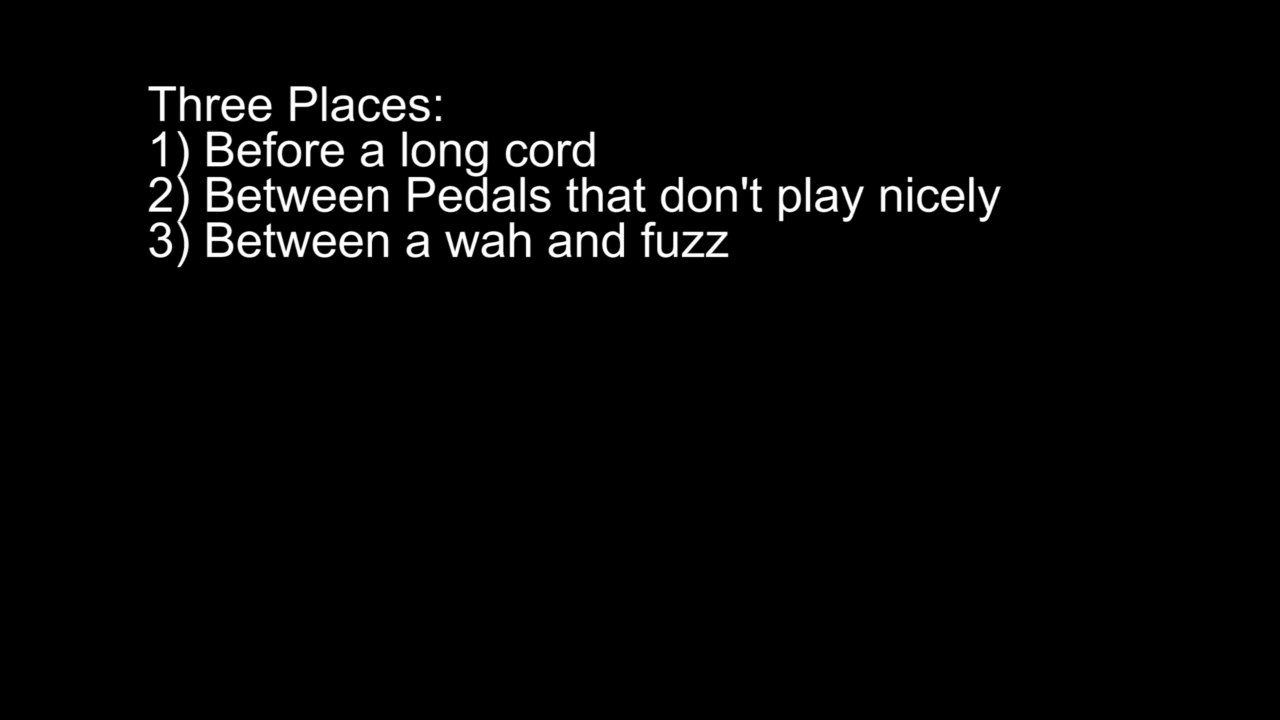 Three Places:
1) Before a long cord
2) Between Pedals that don't play nicely
3) Between a wah and fuzz